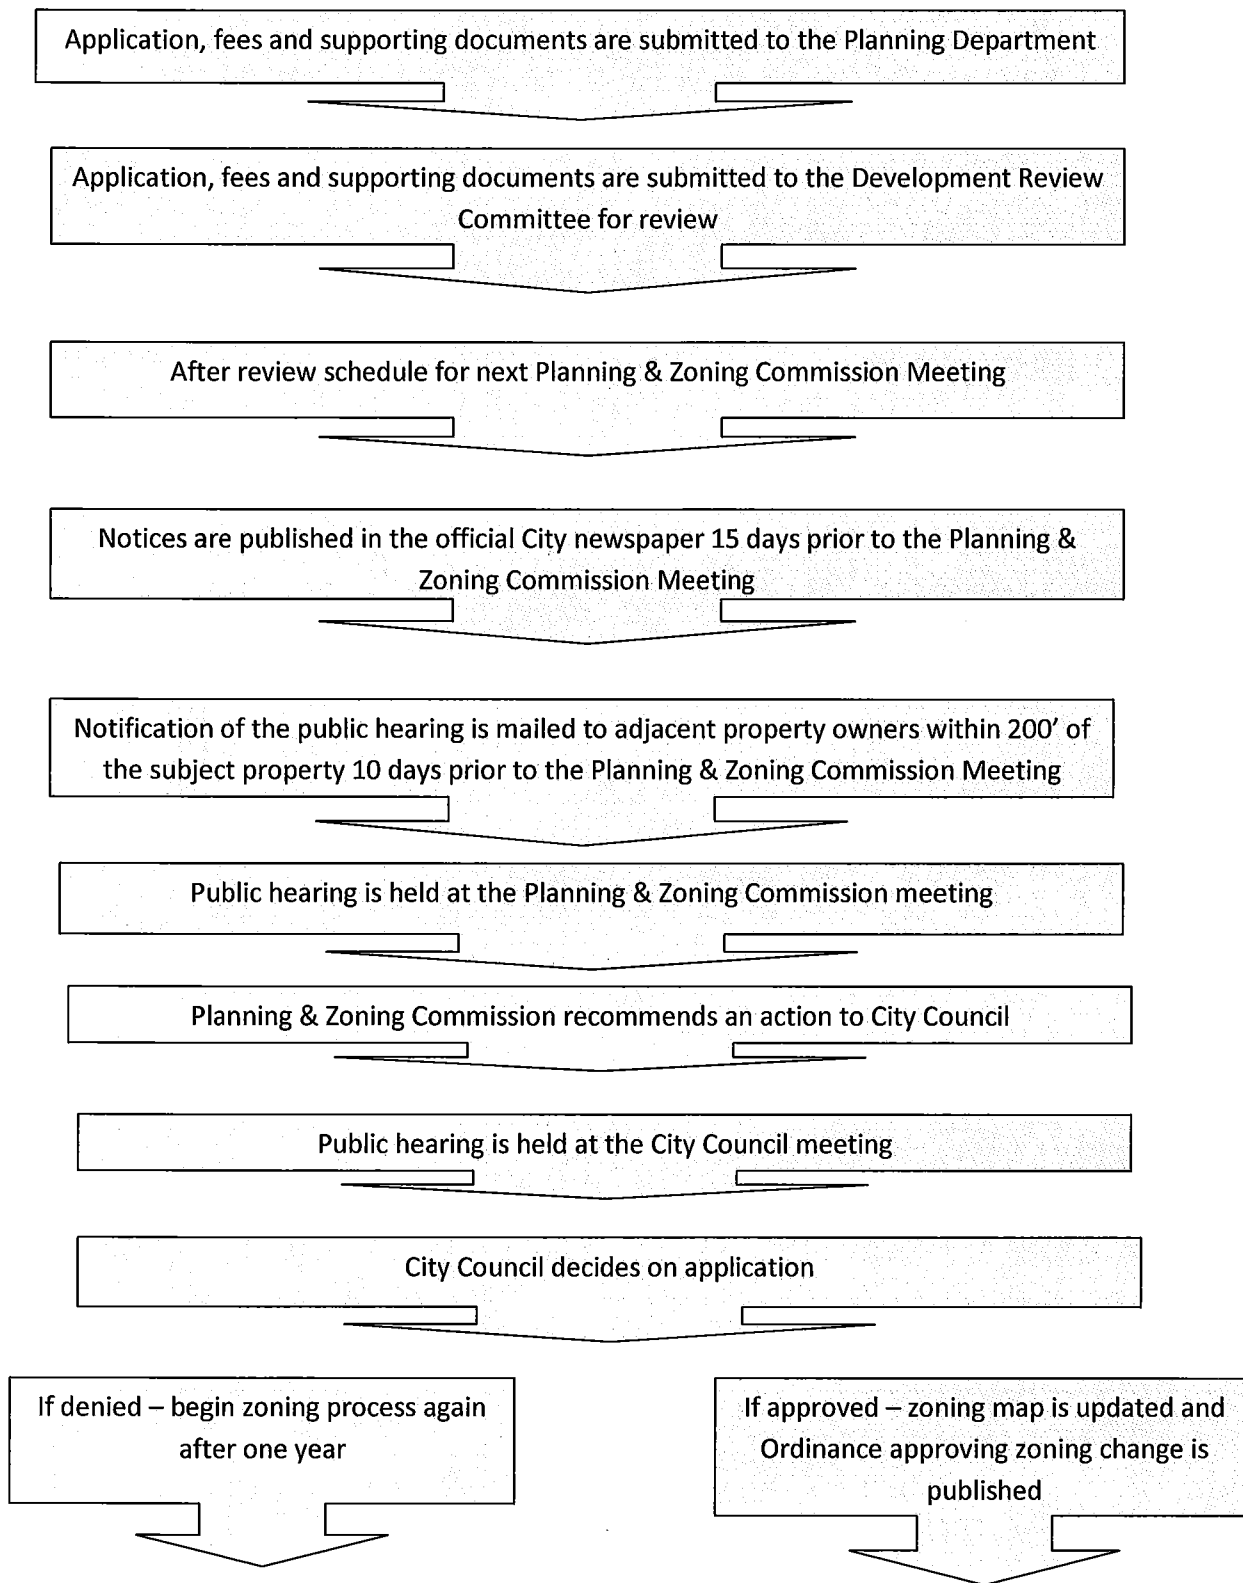 Application, fees and supporting documents are submitted to the Planning Department
Application, fees and supporting documents are submitted to the Development Review
Committee for review
After review schedule for next Planning & Zoning Commission Meeting
Notices are published in the official City newspaper 15 days prior to the Planning &
Zoning Commission Meeting
Notification of the public hearing is mailed to adjacent property owners within 200' of
the subject property 10 days prior to the Planning & Zoning Commission Meeting
Public hearing is held at the Planning & Zoning Commission meeting
Planning & Zoning Commission recommends an action to City Council
Public hearing is held at the City Council meeting
City Council decides on application
If denied – begin zoning process again
after one year
If approved – zoning map is updated and
Ordinance approving zoning change is
published